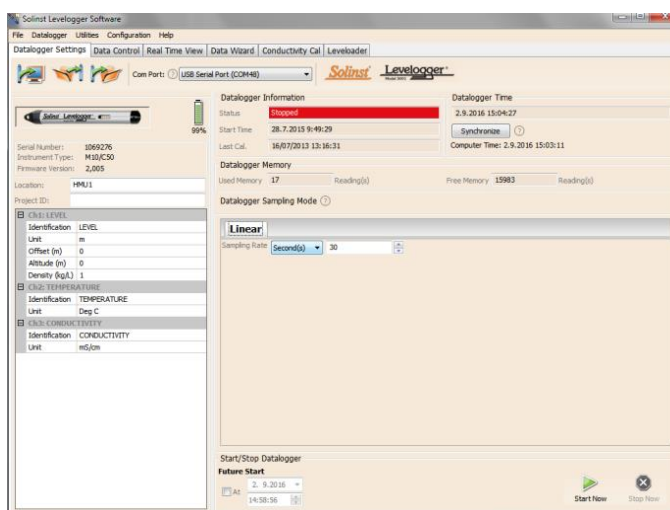 Solinst Levelogger Software
File Datalogger Utilities Configuration Help
Datalogger Settings Data Control Real Time View Data Wizard Conductivity Cal Leveloader
Com Port: USB Serial Port (COM48) Solinst Levelogger
Solinst Levelogger
99%
Serial Number: 1069276
Instrument Type: M10/C50
Firmware Version: 2,005
Location: HMU1
Project ID:
Ch1: LEVEL
Identification LEVEL
Unit m
Offset (m) 0
Altitude (m) 0
Density (kg/L) 1
Ch2: TEMPERATURE
Identification TEMPERATURE
Unit Deg C
Ch3: CONDUCTIVITY
Identification CONDUCTIVITY
Unit mS/cm
Datalogger Information
Status Stopped
Start Time 28.7.2015 9:49:29
Last Cal. 16/07/2013 13:16:31
Datalogger Time
2.9.2016 15:04:27
Synchronize
Computer Time: 2.9.2016 15:03:11
Datalogger Memory
Used Memory 17 Reading(s) Free Memory 15983 Reading(s)
Datalogger Sampling Mode
Linear
Sampling Rate Second(s) 30
Start/Stop Datalogger
Future Start
At 2. 9.2016
14:58:56
Start Now Stop Now